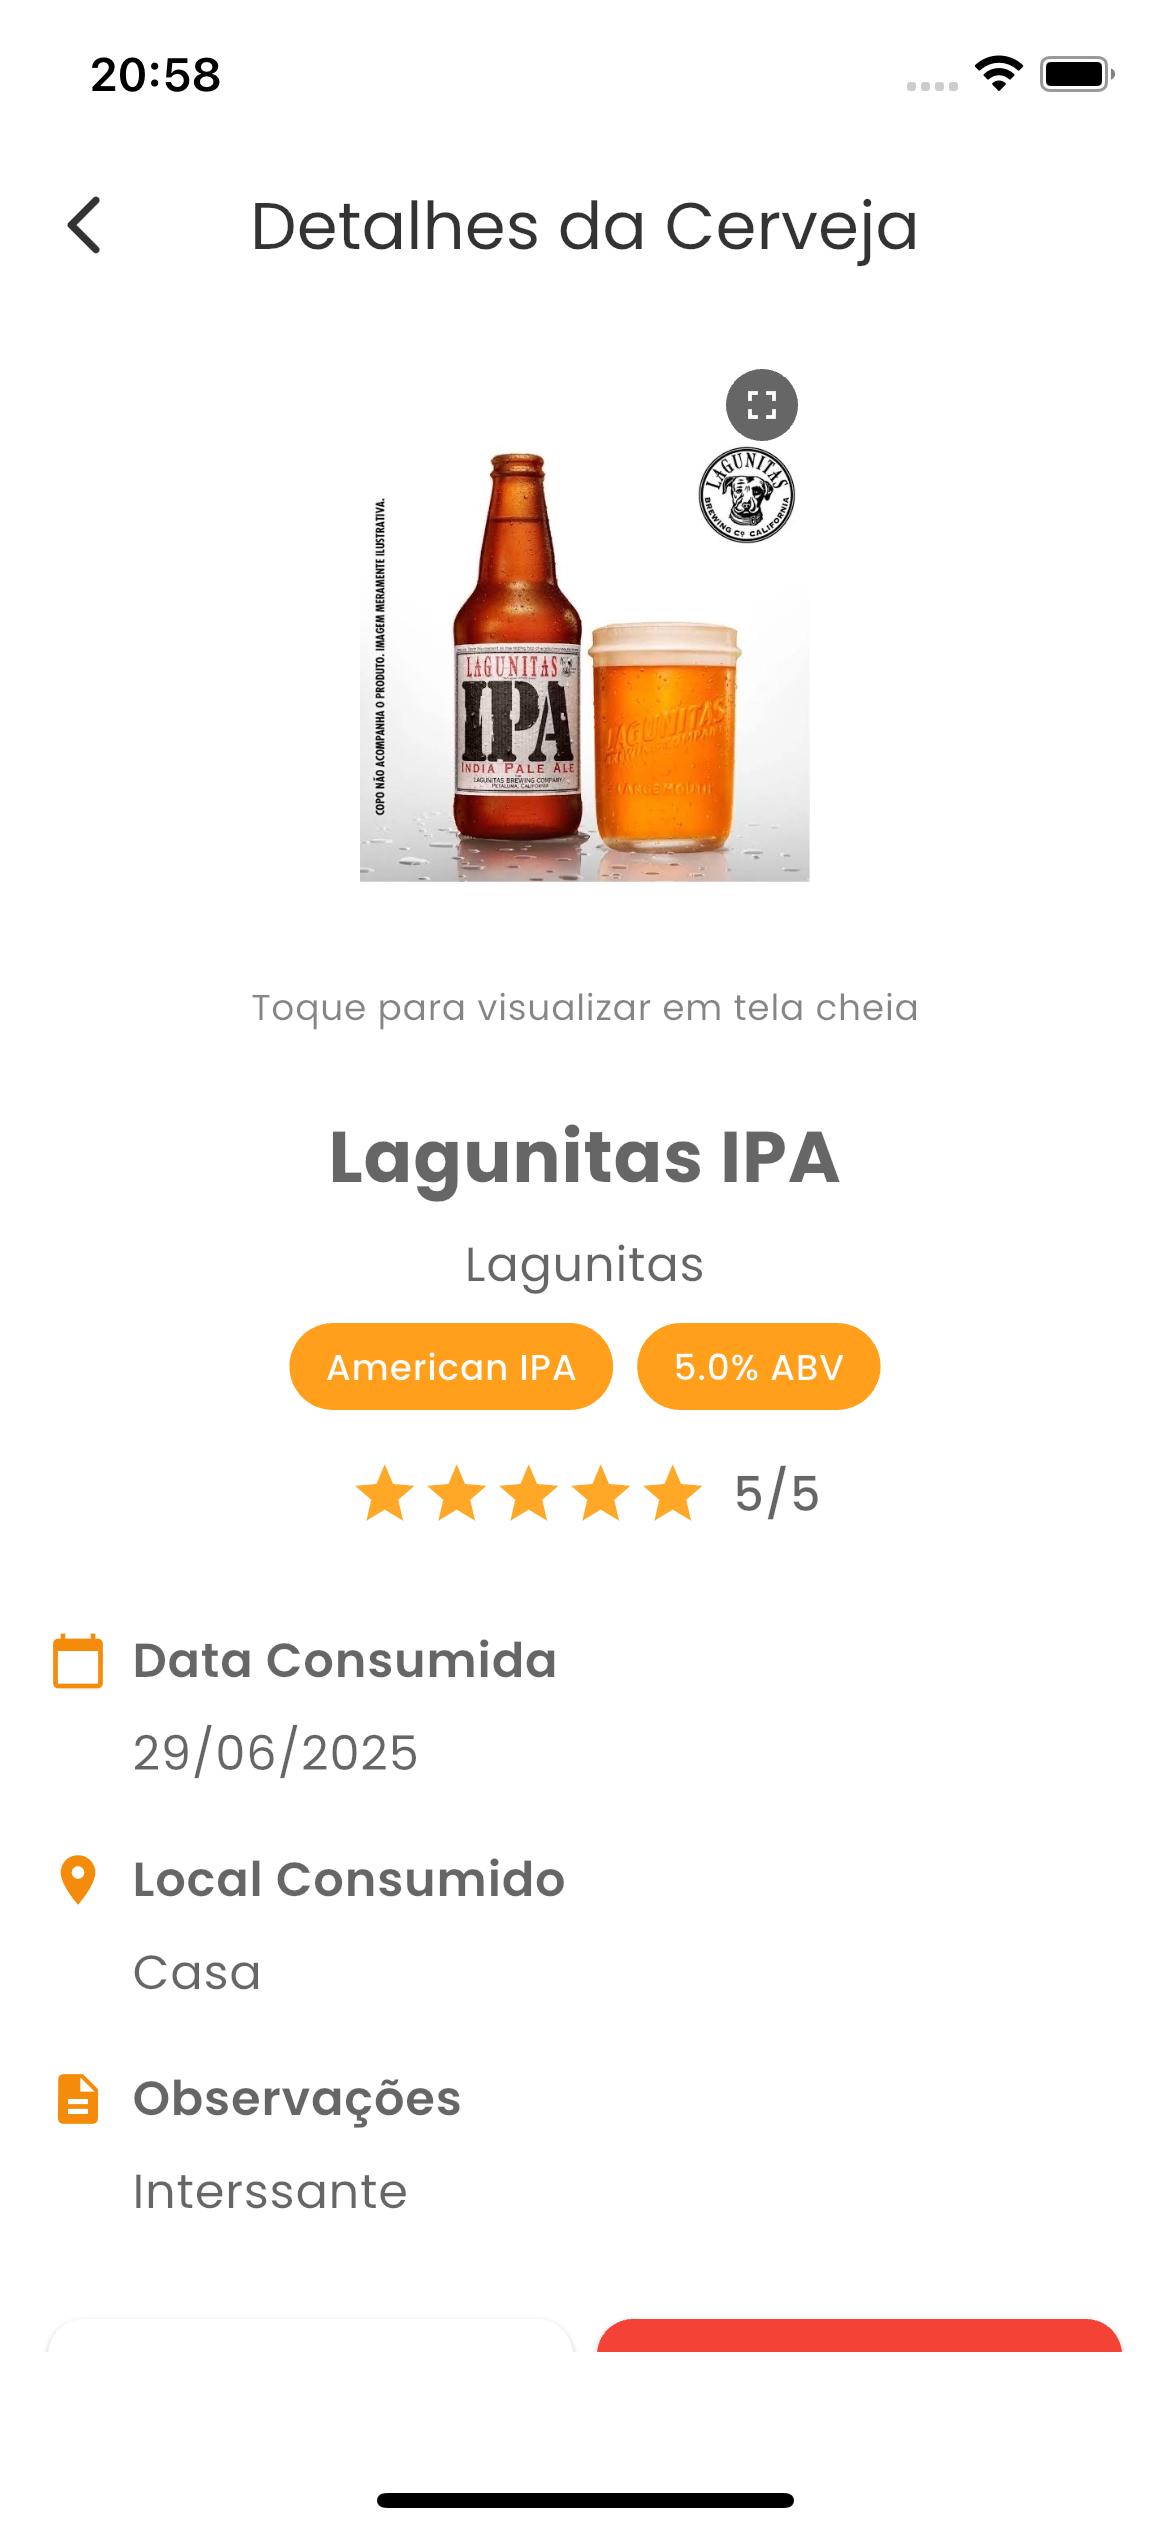 20:58
Detalhes da Cerveja
LAGUNITAS
BREWING Co CALIFORNIA
COPO NÃO ACOMPANHA O PRODUTO. IMAGEM MERAMENTE ILUSTRATIVA.
LAGUNITAS
IPA
INDIA PALE ALE
LAGUNITAS BREWING COMPANY
PETALUMA, CALIFORNIA
LAGUNITAS
BREWING COMPANY
LARGEMOUTH
Toque para visualizar em tela cheia
Lagunitas IPA
Lagunitas
American IPA
5.0% ABV
5/5
Data Consumida
29/06/2025
Local Consumido
Casa
Observações
Interssante